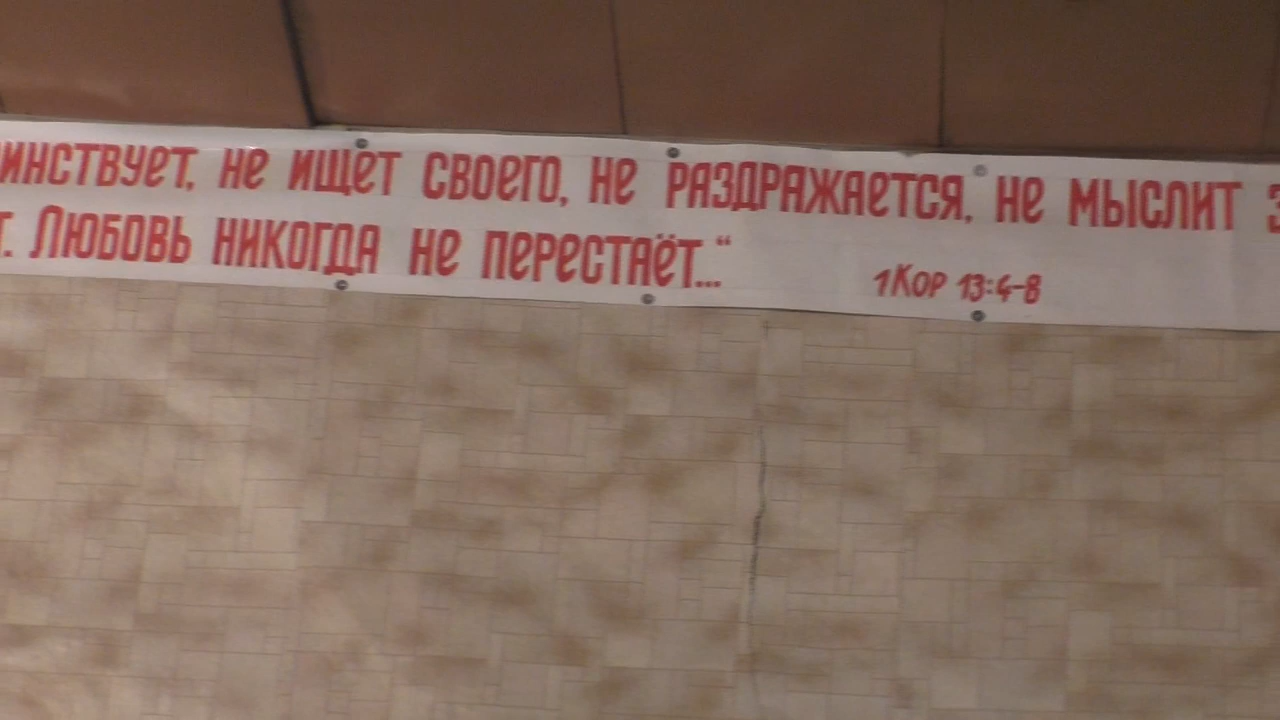 инствует, не ищет своего, не раздражается, не мыслит з
т. Любовь никогда не перестаёт...“
1Кор 13:4-8